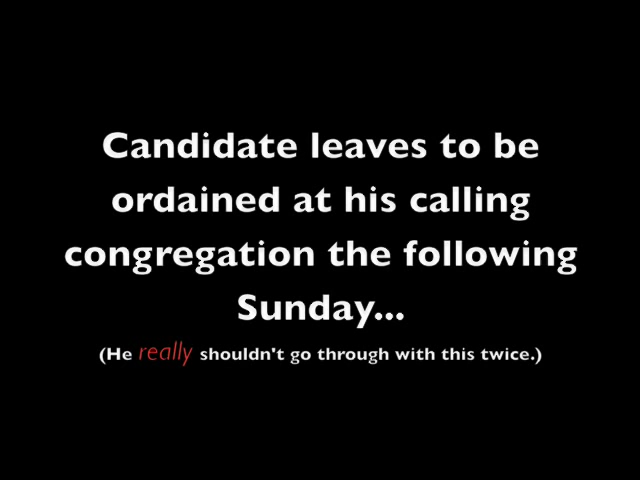 Candidate leaves to be
ordained at his calling
congregation the following
Sunday...
(He really shouldn't go through with this twice.)